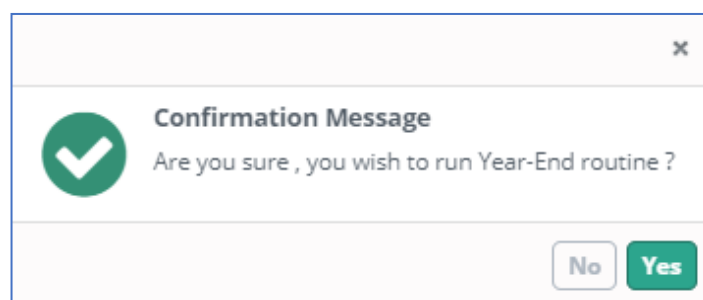 ×
Confirmation Message
Are you sure , you wish to run Year-End routine ?
No Yes